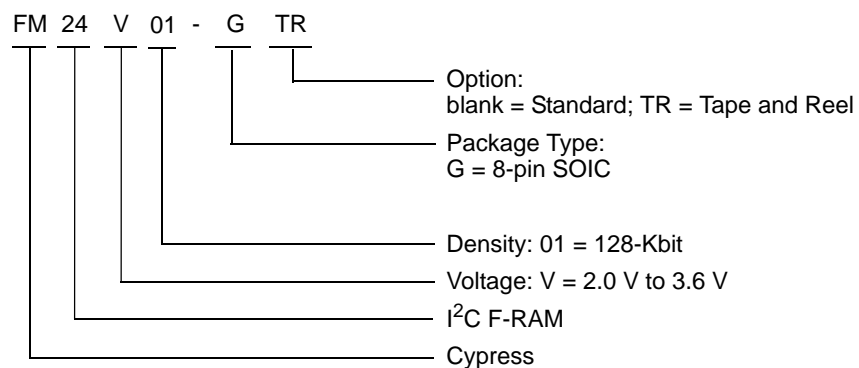 FM 24 V 01 - G TR
Option:
blank = Standard; TR = Tape and Reel
Package Type:
G = 8-pin SOIC
Density: 01 = 128-Kbit
Voltage: V = 2.0 V to 3.6 V
I²C F-RAM
Cypress